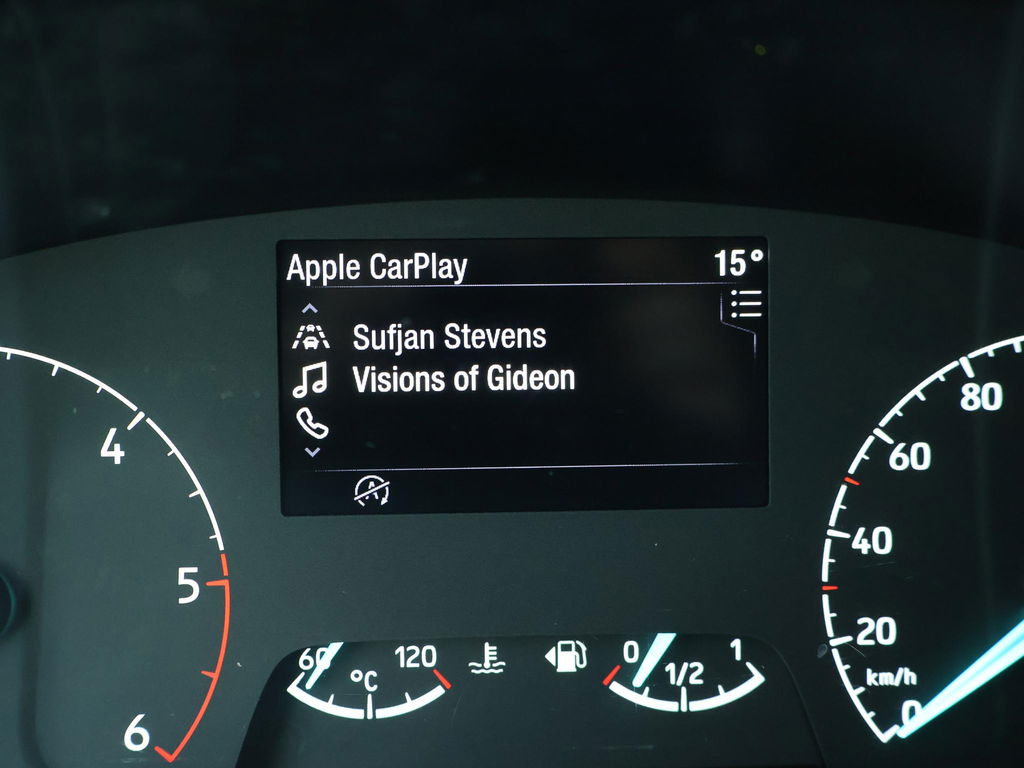 Apple CarPlay 15°
Sufjan Stevens
Visions of Gideon
A
4
5
6
80
60
40
20
km/h
0
60 120
°C
0 1/2 1